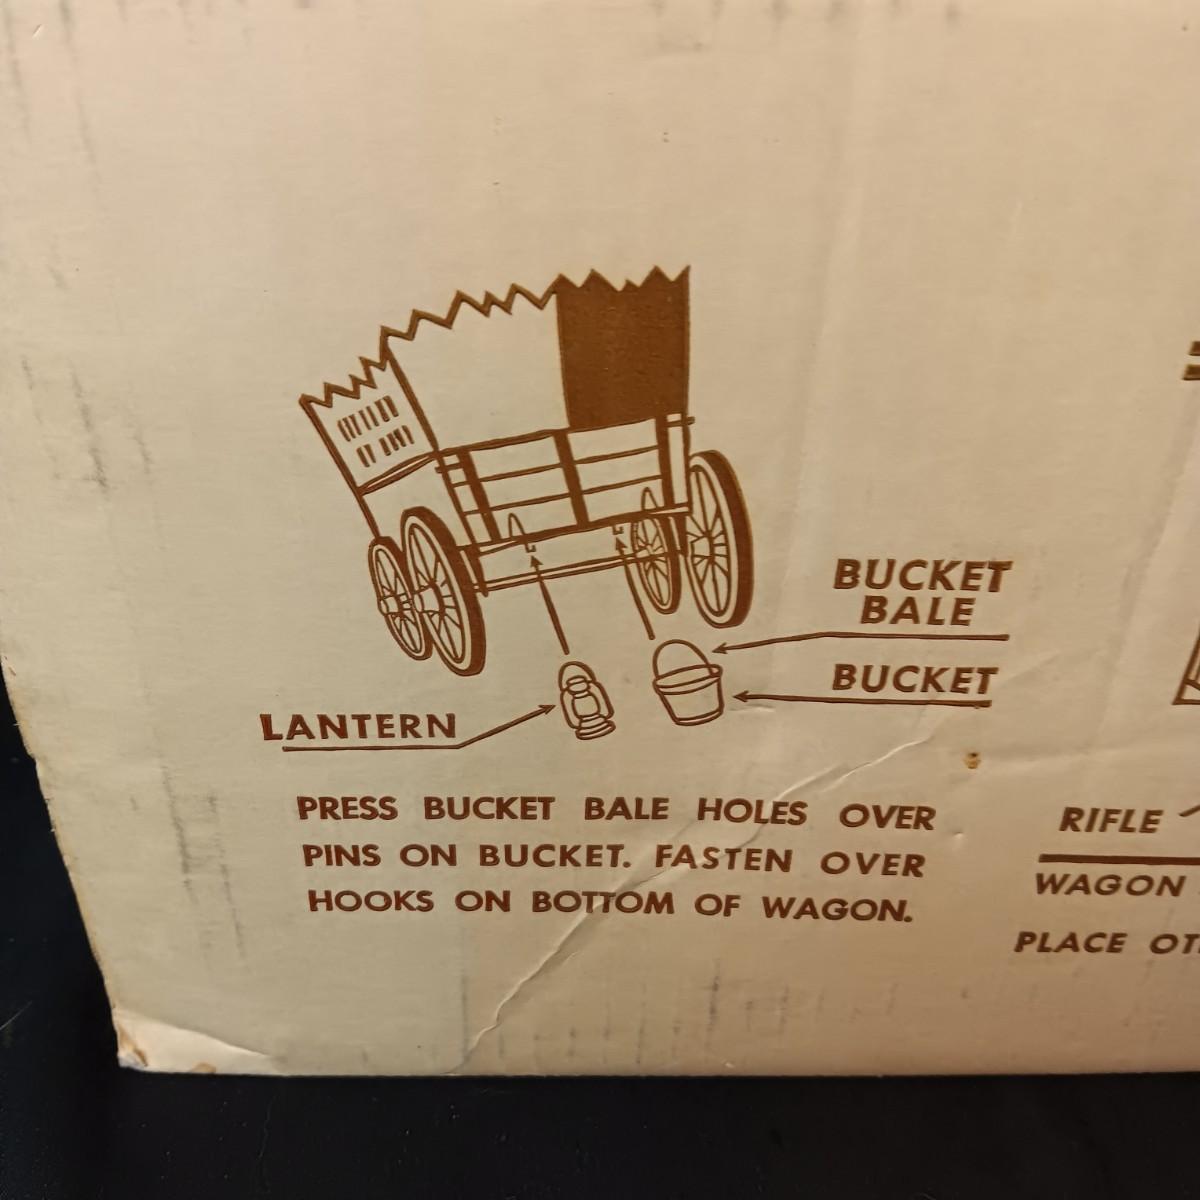 BUCKET
BALE
BUCKET
LANTERN
PRESS BUCKET BALE HOLES OVER
PINS ON BUCKET. FASTEN OVER
HOOKS ON BOTTOM OF WAGON.
RIFLE
WAGON
PLACE